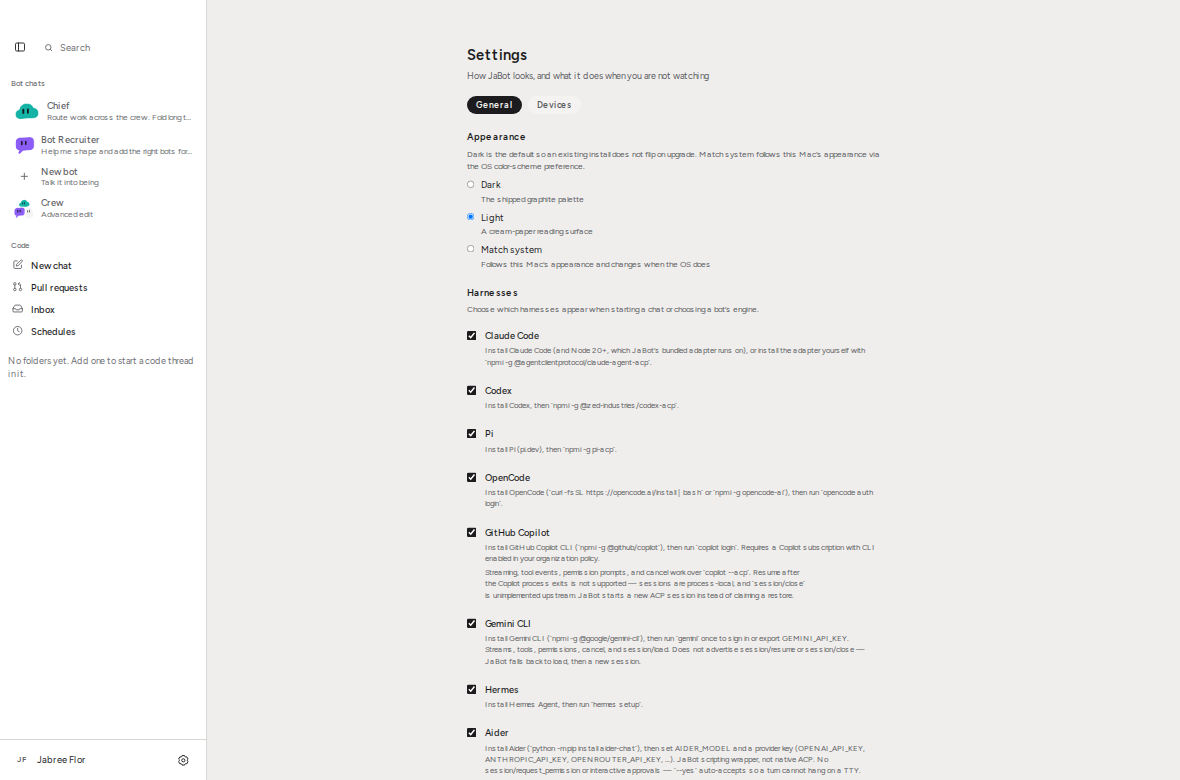 Search
Bot chats
Chief
Route work across the crew. Fold long t...
Bot Recruiter
Help me shape and add the right bots for...
New bot
Talk it into being
Crew
Advanced edit
Code
New chat
Pull requests
Inbox
Schedules
No folders yet. Add one to start a code thread
in it.
JF Jabree Flor
Settings
How JaBot looks, and what it does when you are not watching
General Devices
Appearance
Dark is the default so an existing install does not flip on upgrade. Match system follows this Mac's appearance via
the OS color-scheme preference.
Dark
The shipped graphite palette
Light
A cream-paper reading surface
Match system
Follows this Mac's appearance and changes when the OS does
Harnesses
Choose which harnesses appear when starting a chat or choosing a bot's engine.
Claude Code
Install Claude Code (and Node 20+, which JaBot's bundled adapter runs on), or install the adapter yourself with
`npm i -g @agentclientprotocol/claude-agent-acp`.
Codex
Install Codex, then `npm i -g @zed-industries/codex-acp`.
Pi
Install Pi (pi.dev), then `npm i -g pi-acp`.
OpenCode
Install OpenCode (`curl -fsSL https://opencode.ai/install | bash` or `npm i -g opencode-ai`), then run `opencode auth
login`.
GitHub Copilot
Install GitHub Copilot CLI (`npm i -g @github/copilot`), then run `copilot login`. Requires a Copilot subscription with CLI
enabled in your organization policy.
Streaming, tool events, permission prompts, and cancel work over `copilot --acp`. Resume after
the Copilot process exits is not supported — sessions are process-local, and `session/close`
is unimplemented upstream. JaBot starts a new ACP session instead of claiming a restore.
Gemini CLI
Install Gemini CLI (`npm i -g @google/gemini-cli`), then run `gemini` once to sign in or export GEMINI_API_KEY.
Streams, tools, permissions, cancel, and session/load. Does not advertise session/resume or session/close —
JaBot falls back to load, then a new session.
Hermes
Install Hermes Agent, then run `hermes setup`.
Aider
Install Aider (`python -m pip install aider-chat`), then set AIDER_MODEL and a provider key (OPENAI_API_KEY,
ANTHROPIC_API_KEY, OPENROUTER_API_KEY, …). JaBot scripting wrapper, not native ACP. No
session/request_permission or interactive approvals — `--yes` auto-accepts so a turn cannot hang on a TTY.